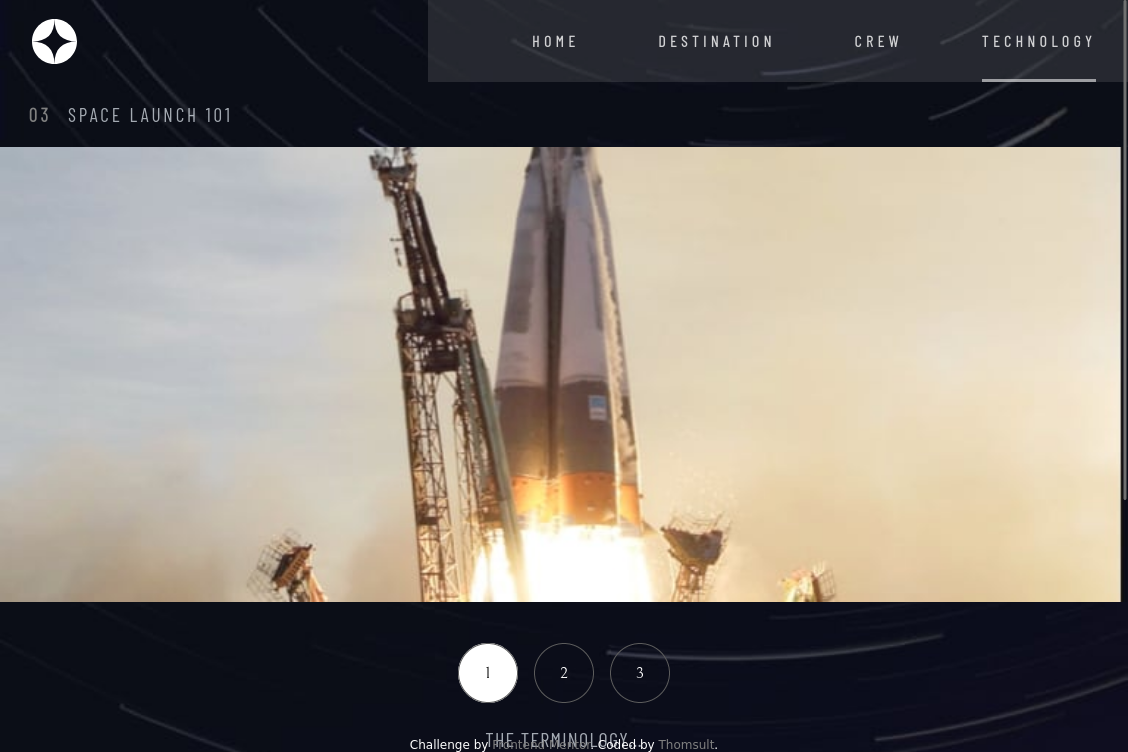 HOME DESTINATION CREW TECHNOLOGY
03 SPACE LAUNCH 101
1 2 3
THE TERMINOLOGY...
Challenge by Frontend Mentor. Coded by Thomsult.